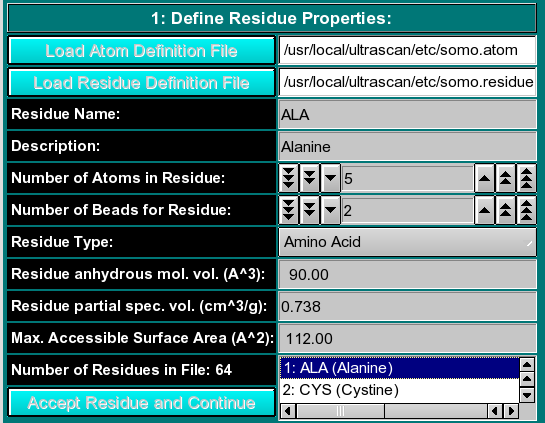 1: Define Residue Properties:
Load Atom Definition File /usr/local/ultrascan/etc/somo.atom
Load Residue Definition File /usr/local/ultrascan/etc/somo.residue
Residue Name: ALA
Description: Alanine
Number of Atoms in Residue: 5
Number of Beads for Residue: 2
Residue Type: Amino Acid
Residue anhydrous mol. vol. (A^3): 90.00
Residue partial spec. vol. (cm^3/g): 0.738
Max. Accessible Surface Area (A^2): 112.00
Number of Residues in File: 64 1: ALA (Alanine)
2: CYS (Cystine)
Accept Residue and Continue